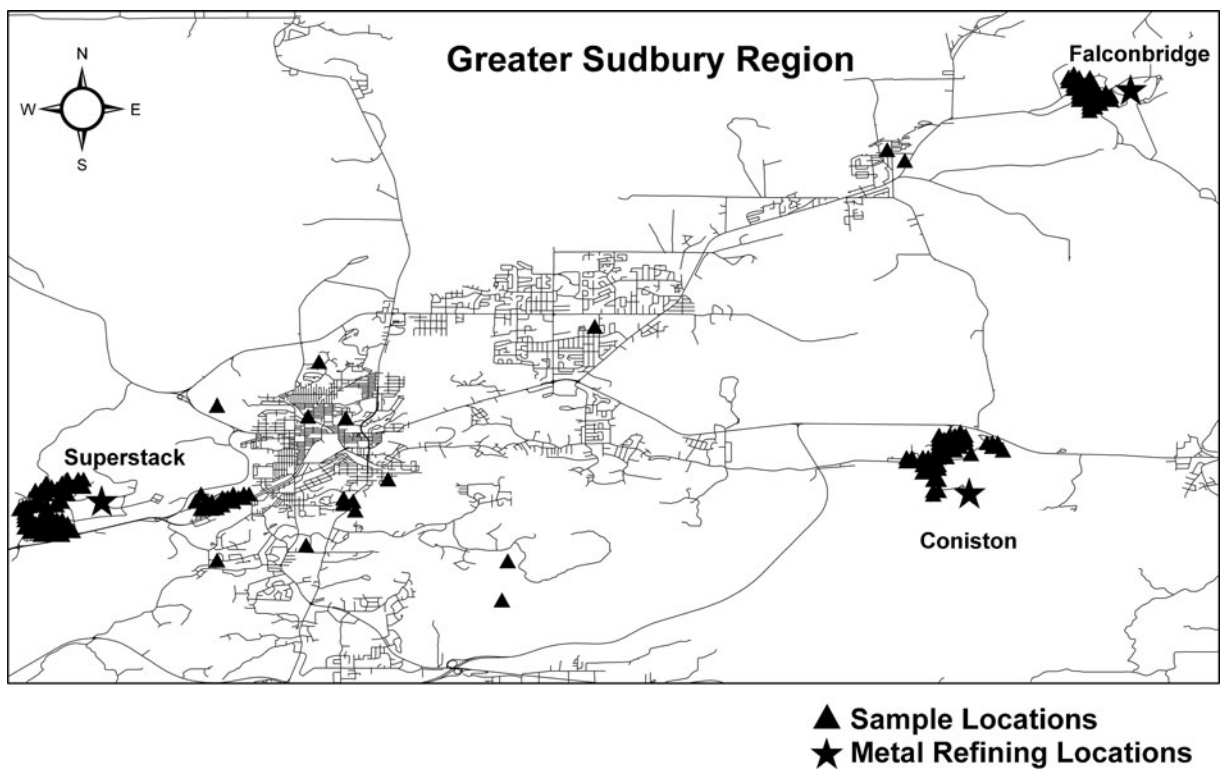 Greater Sudbury Region
Falconbridge
N
W E
S
Superstack
Coniston
Sample Locations
Metal Refining Locations